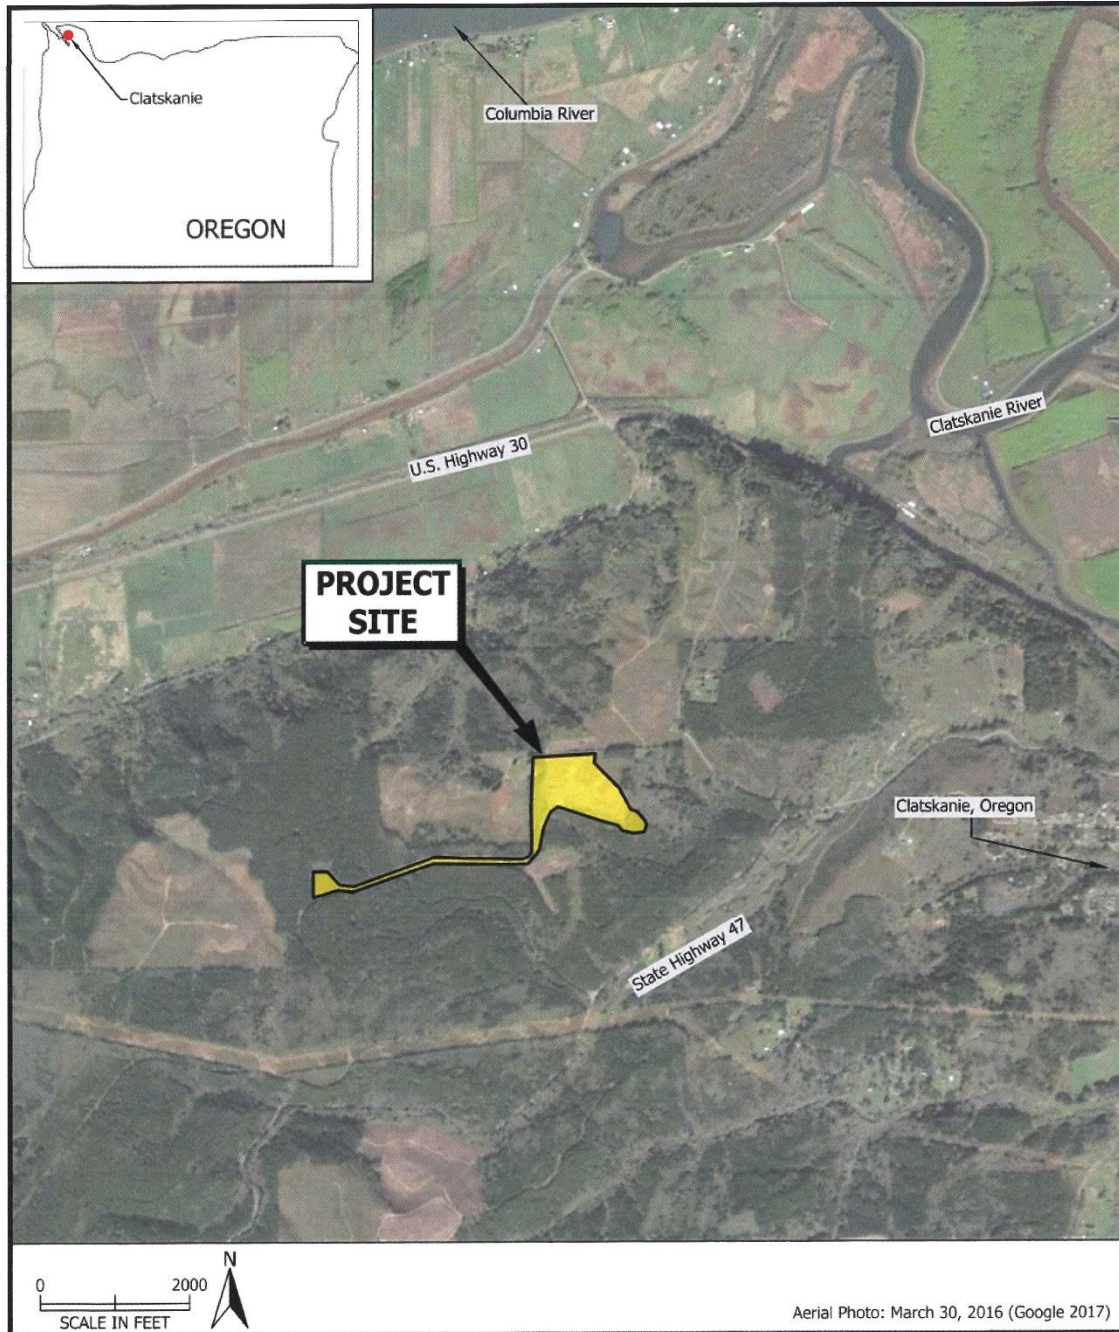 Clatskanie
OREGON
Columbia River
Clatskanie River
U.S. Highway 30
PROJECT
SITE
Clatskanie, Oregon
State Highway 47
0 2000
SCALE IN FEET
N
Aerial Photo: March 30, 2016 (Google 2017)